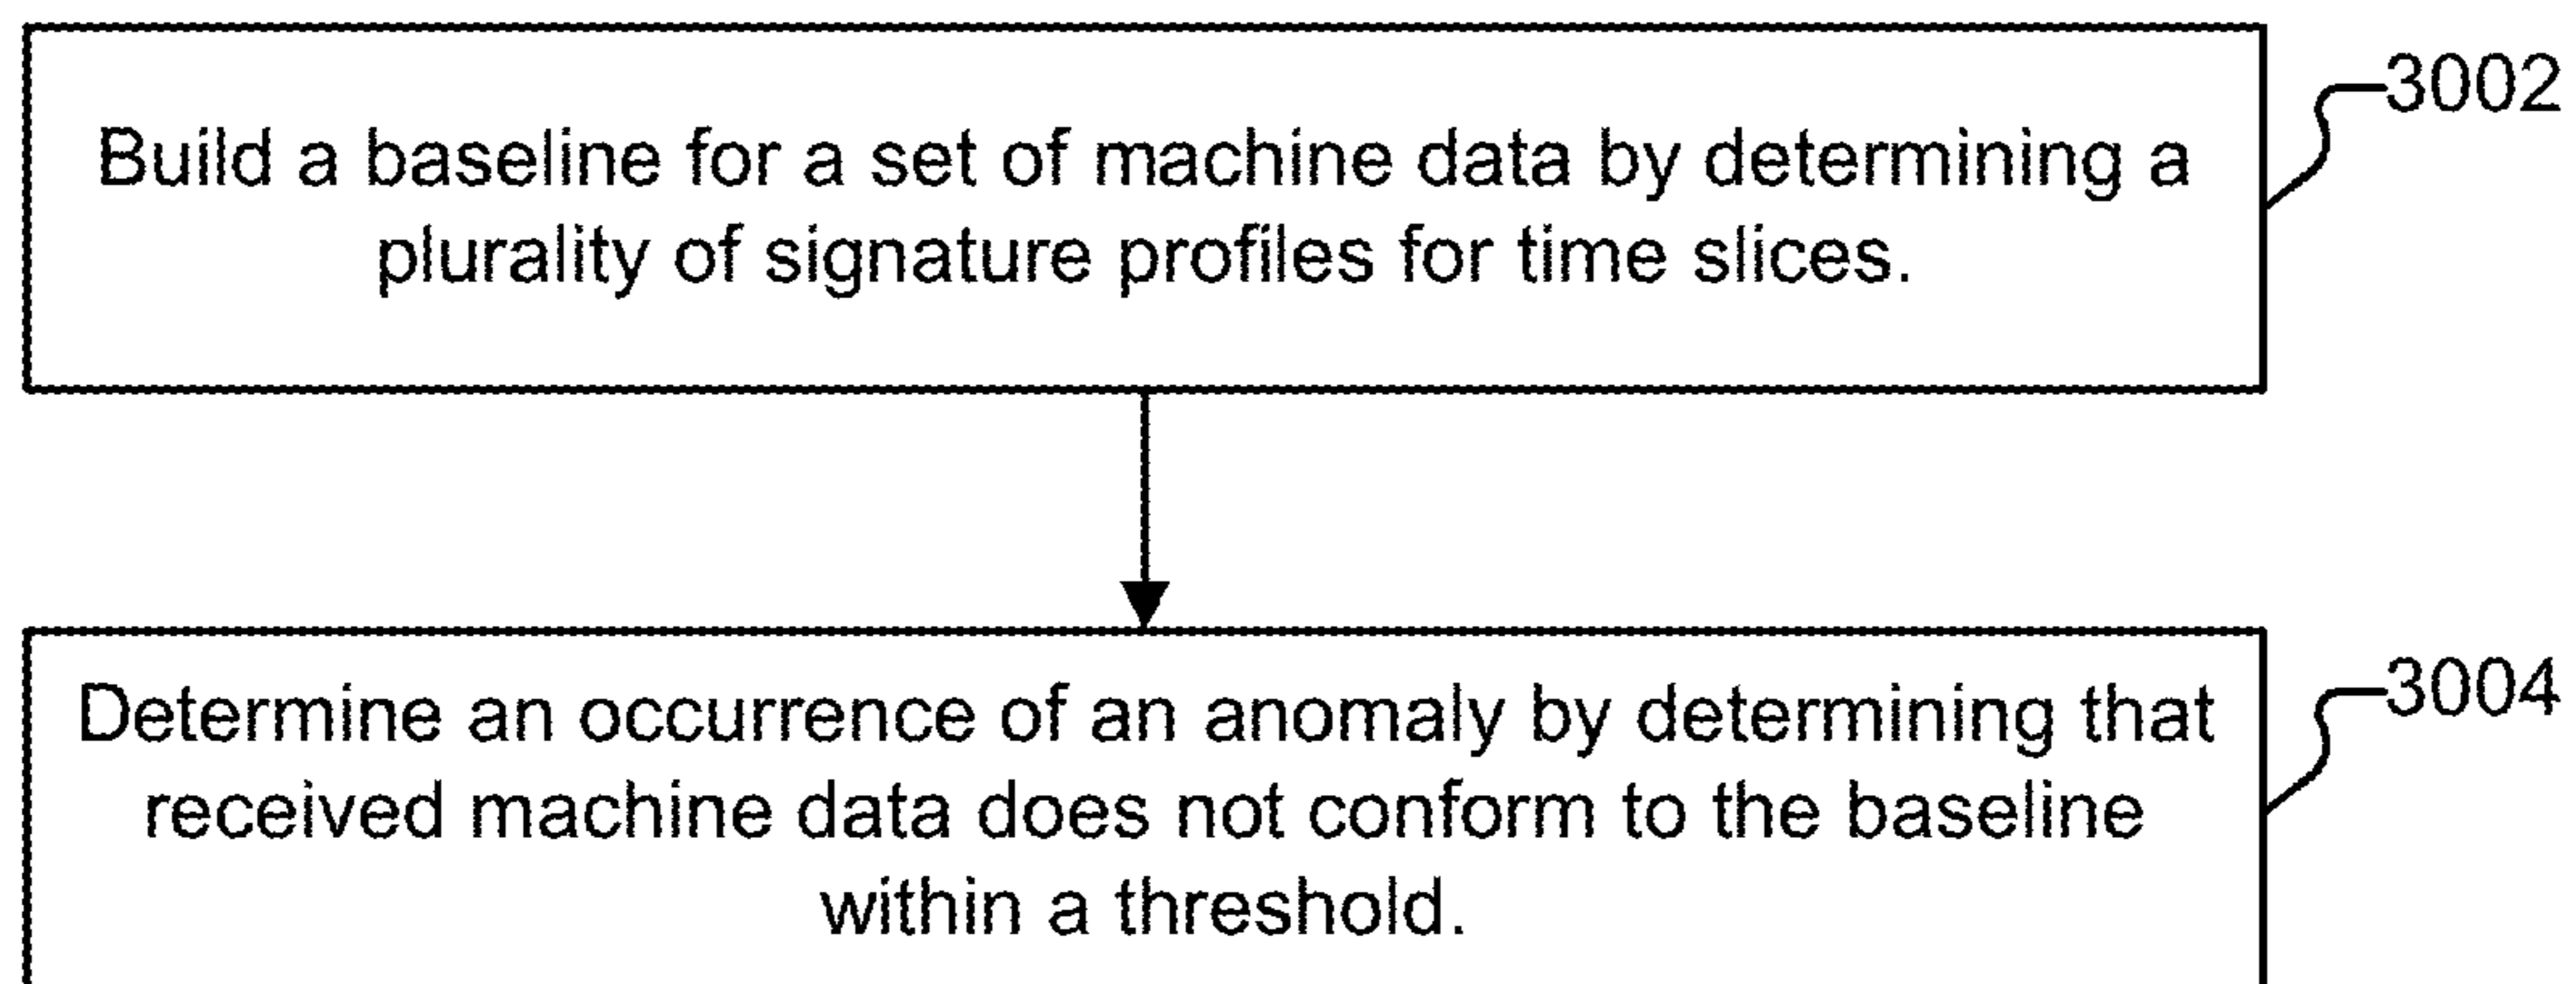 3002
Build a baseline for a set of machine data by determining a
plurality of signature profiles for time slices.
3004
Determine an occurrence of an anomaly by determining that
received machine data does not conform to the baseline
within a threshold.